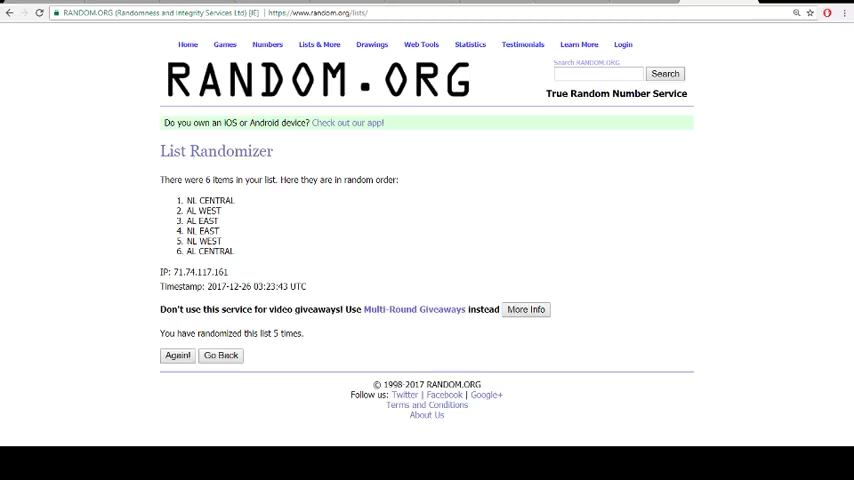 RANDOM.ORG (Randomness and Integrity Services Ltd) [IE] | https://www.random.org/lists/
Home Games Numbers Lists & More Drawings Web Tools Statistics Testimonials Learn More Login
Search RANDOM.ORG
RANDOM.ORG
Search
True Random Number Service
Do you own an iOS or Android device? Check out our app!
List Randomizer
There were 6 items in your list. Here they are in random order:
1. NL CENTRAL
2. AL WEST
3. AL EAST
4. NL EAST
5. NL WEST
6. AL CENTRAL
IP: 71.74.117.161
Timestamp: 2017-12-26 03:23:43 UTC
Don't use this service for video giveaways! Use Multi-Round Giveaways instead More Info
You have randomized this list 5 times.
Again! Go Back
© 1998-2017 RANDOM.ORG
Follow us: Twitter | Facebook | Google+
Terms and Conditions
About Us